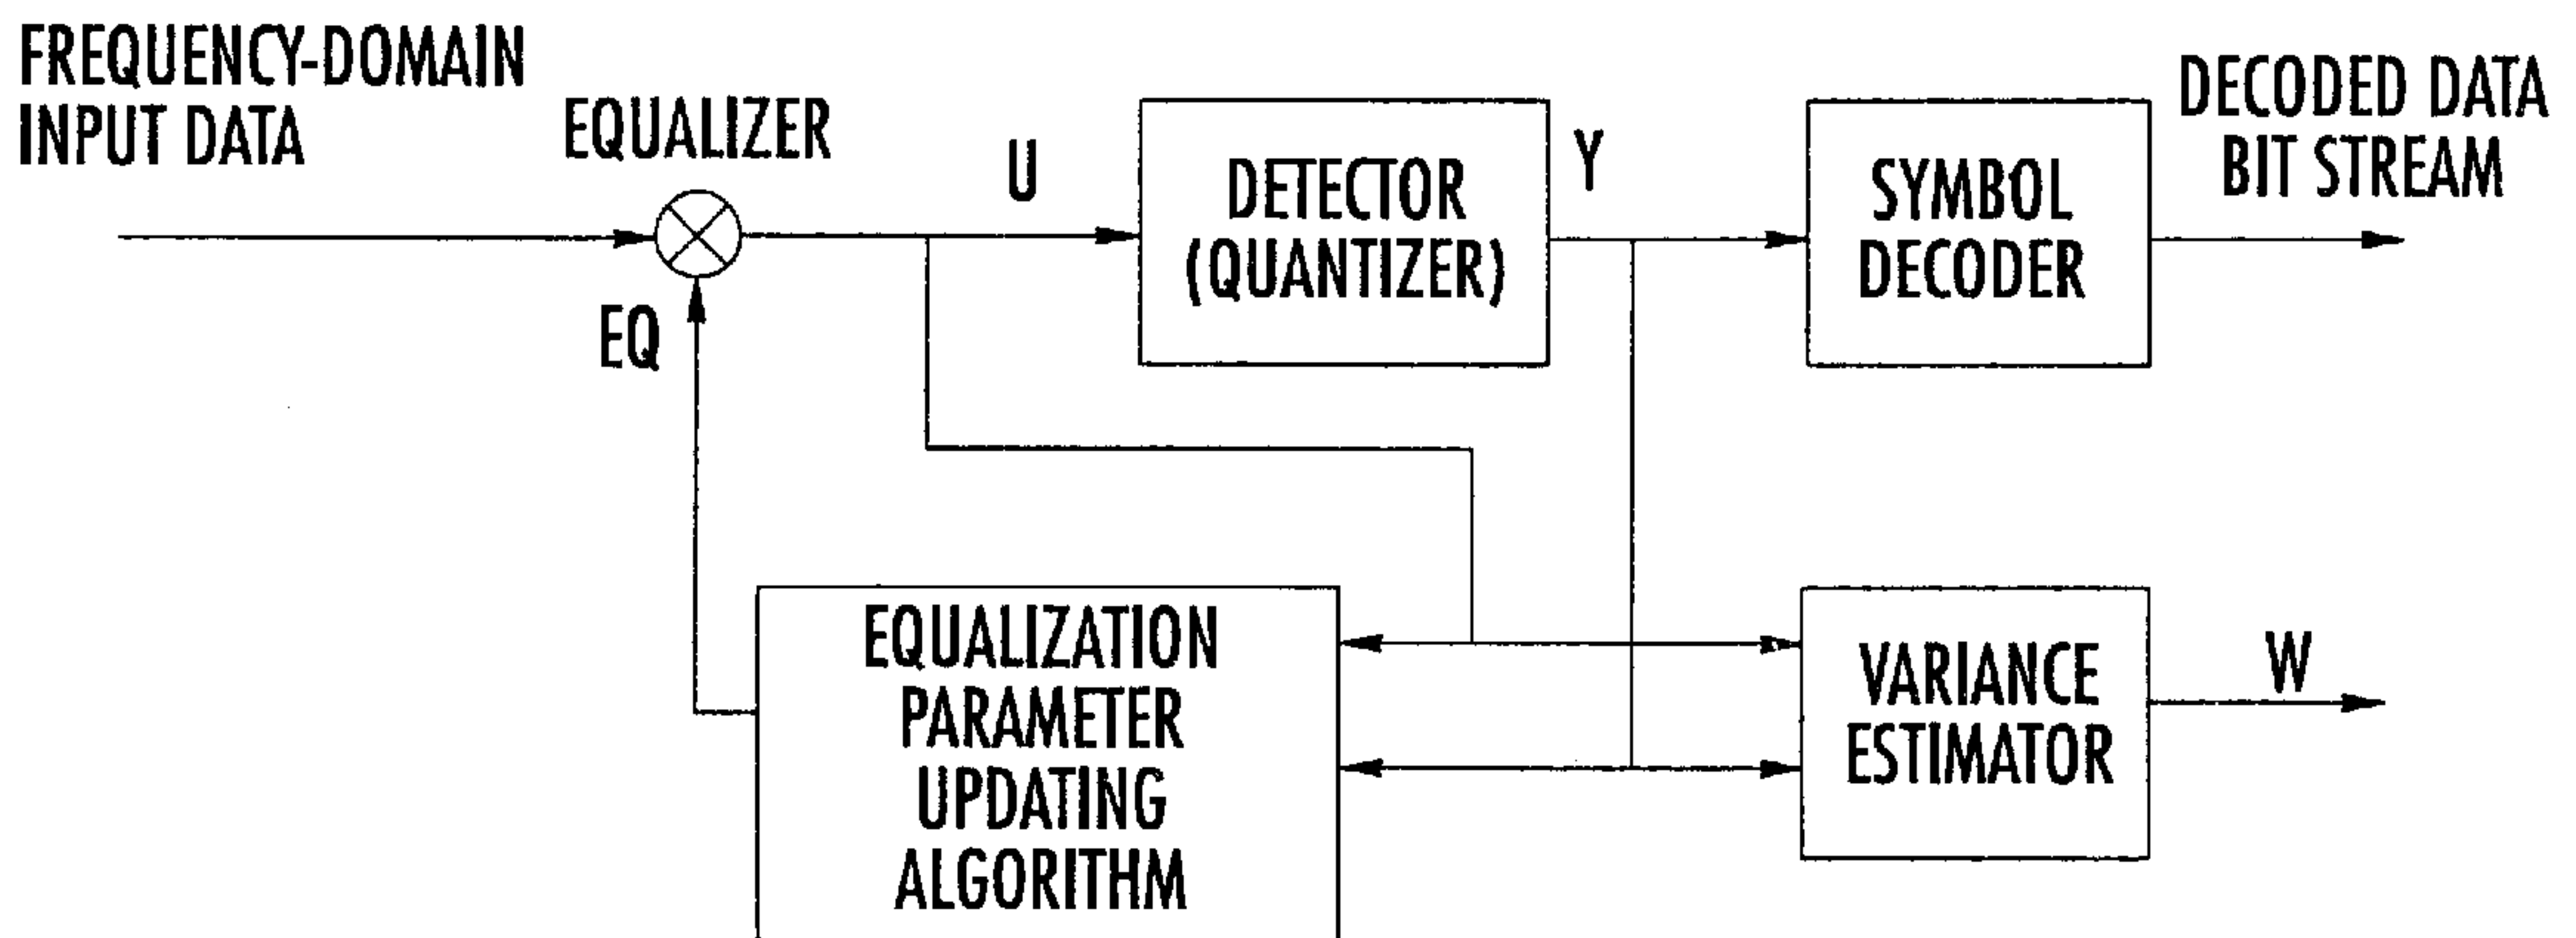 FREQUENCY-DOMAIN
INPUT DATA
EQUALIZER
U
DETECTOR
(QUANTIZER)
Y
SYMBOL
DECODER
DECODED DATA
BIT STREAM
EQ
EQUALIZATION
PARAMETER
UPDATING
ALGORITHM
VARIANCE
ESTIMATOR
W